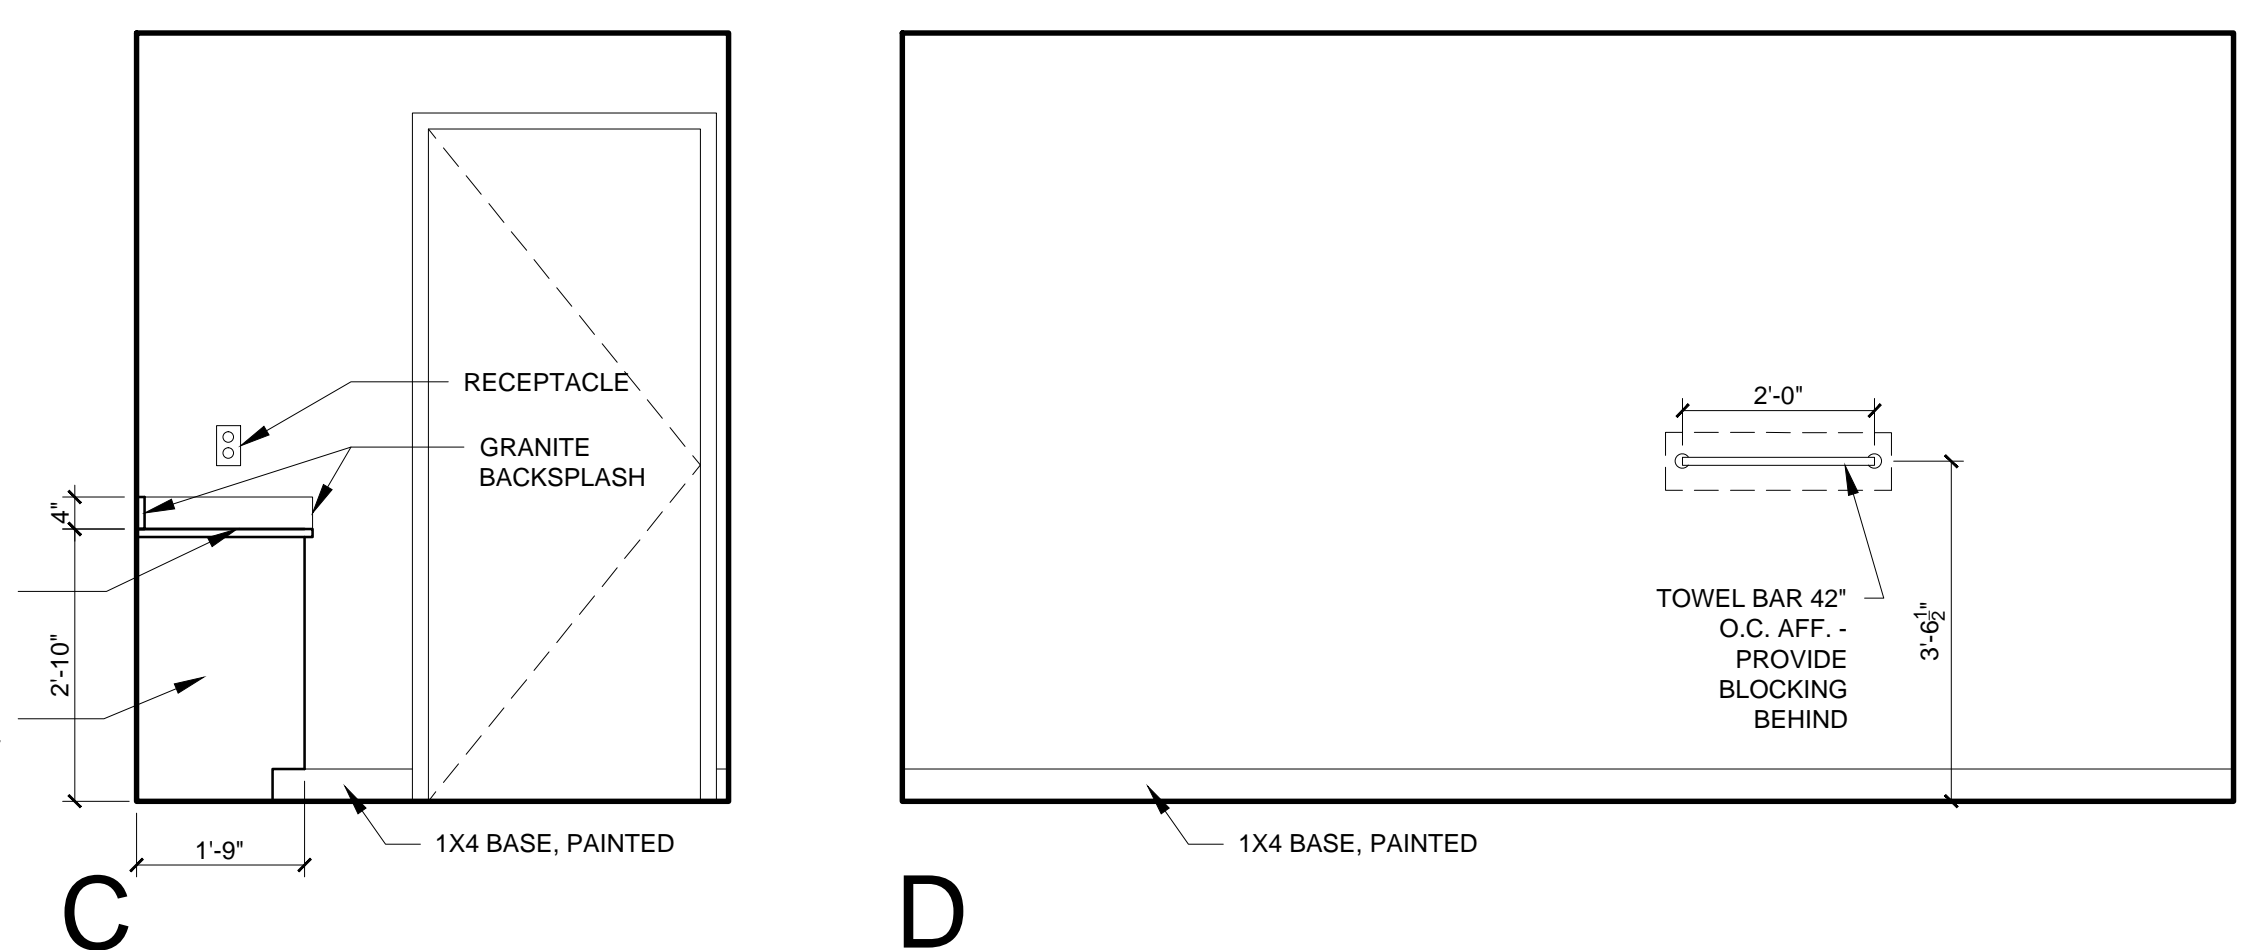 RECEPTACLE
GRANITE
BACKSPLASH
4"
2'-10"
1'-9"
1X4 BASE, PAINTED
C
2'-0"
TOWEL BAR 42"
O.C. AFF. -
PROVIDE
BLOCKING
BEHIND
3'-6½"
1X4 BASE, PAINTED
D